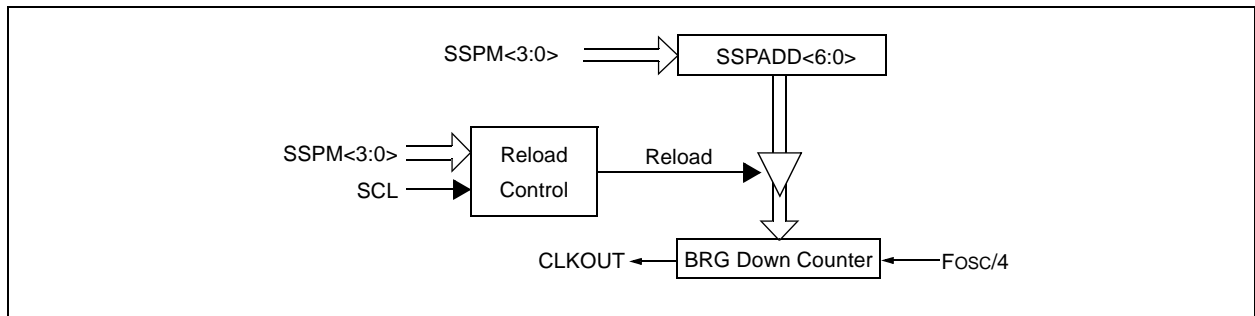 SSPM<3:0>
SSPADD<6:0>
SSPM<3:0>
SCL
Reload
Control
Reload
CLKOUT
BRG Down Counter
FOSC/4